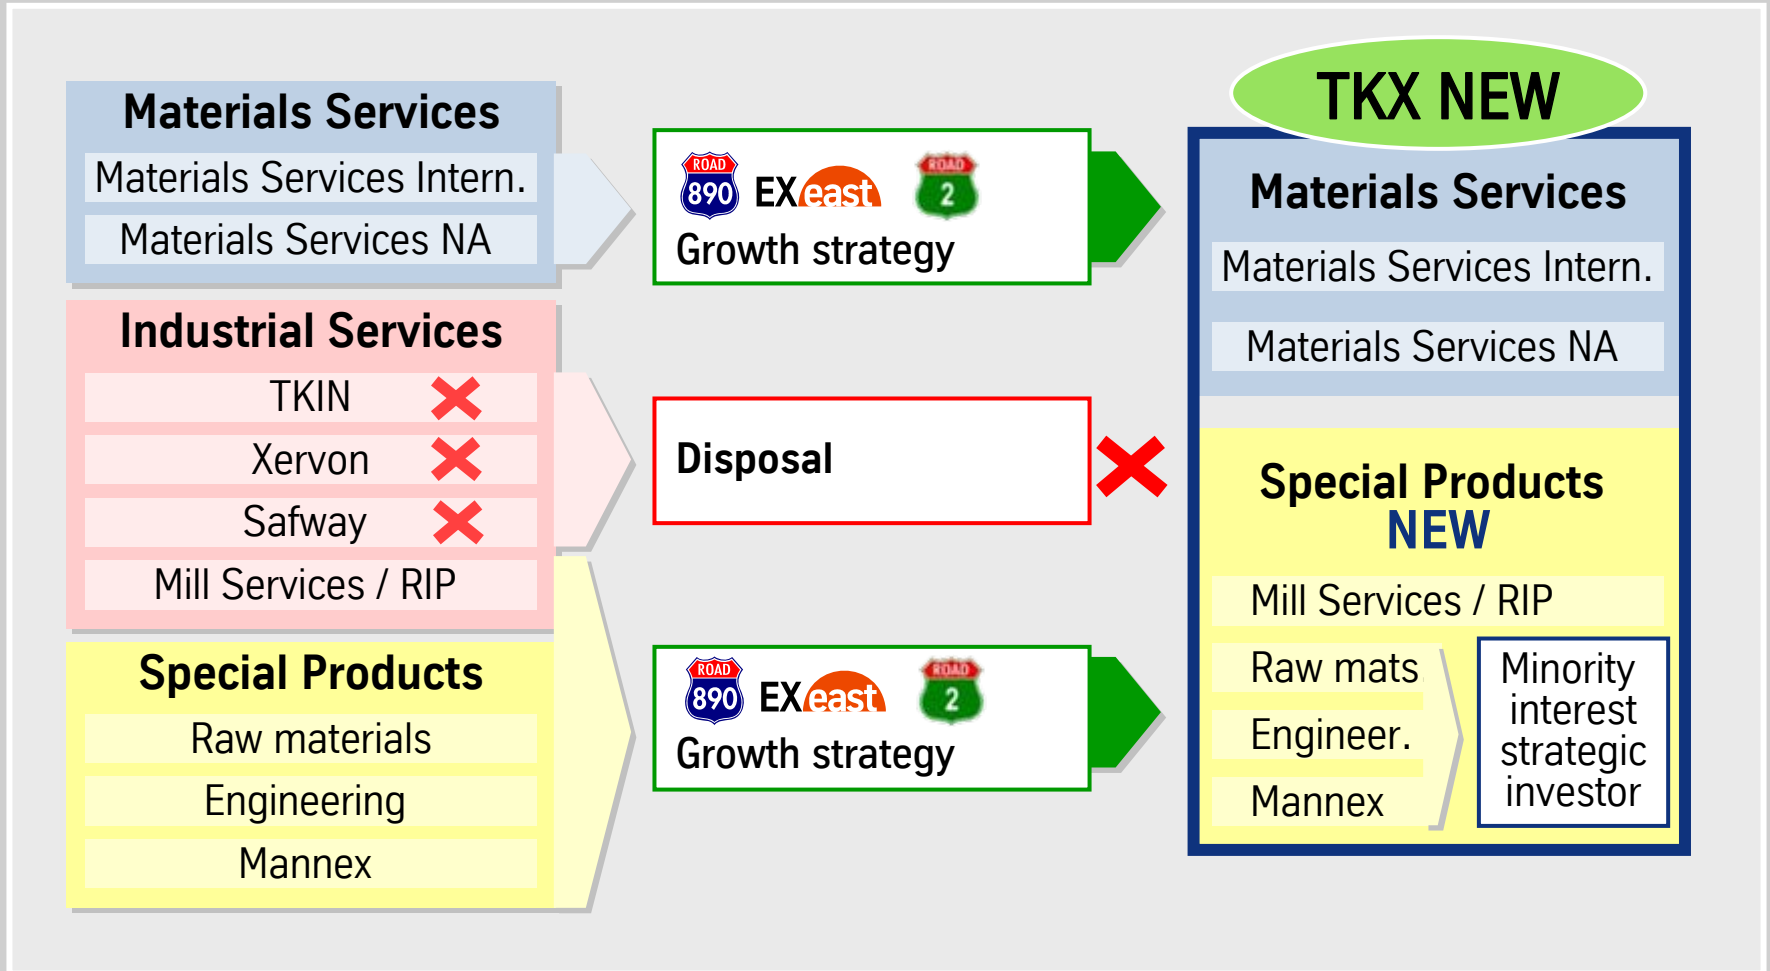 Materials Services
Materials Services Intern.
Materials Services NA
Industrial Services
TKIN
Xervon
Safway
Mill Services / RIP
Special Products
Raw materials
Engineering
Mannex
ROAD
890
EXeast
ROAD
2
Growth strategy
Disposal
ROAD
890
EXeast
ROAD
2
Growth strategy
TKX NEW
Materials Services
Materials Services Intern.
Materials Services NA
Special Products
NEW
Mill Services / RIP
Raw mats
Engineer.
Mannex
Minority
interest
strategic
investor